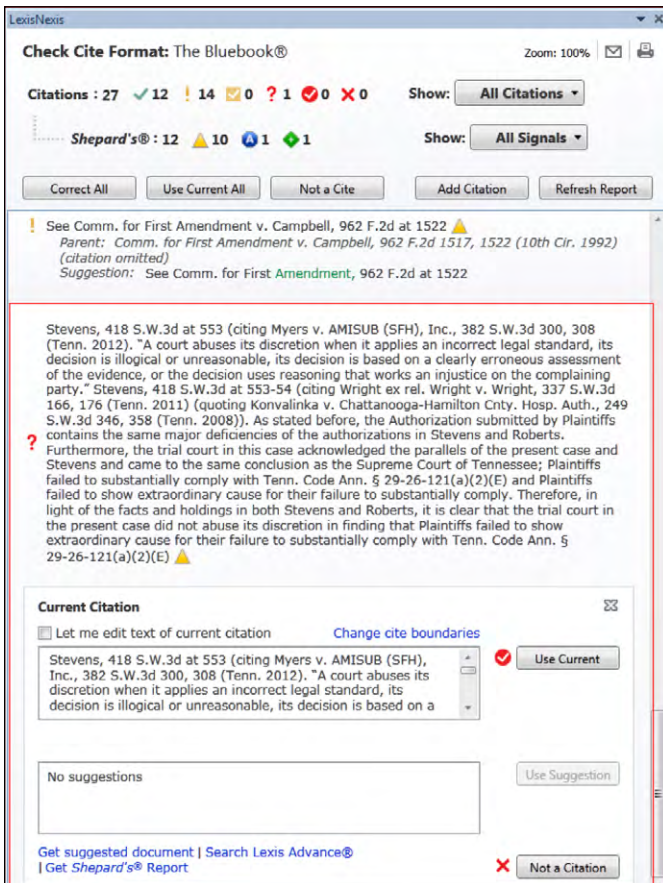 LexisNexis
Check Cite Format: The Bluebook®
Zoom: 100%
Citations : 27 12 14 0 ? 1 0 0 Show: All Citations
Shepard's® : 12 10 A 1 1 Show: All Signals
Correct All Use Current All Not a Cite Add Citation Refresh Report
! See Comm. for First Amendment v. Campbell, 962 F.2d at 1522
Parent: Comm. for First Amendment v. Campbell, 962 F.2d 1517, 1522 (10th Cir. 1992)
(citation omitted)
Suggestion: See Comm. for First Amendment, 962 F.2d at 1522
Stevens, 418 S.W.3d at 553 (citing Myers v. AMISUB (SFH), Inc., 382 S.W.3d 300, 308
(Tenn. 2012). "A court abuses its discretion when it applies an incorrect legal standard, its
decision is illogical or unreasonable, its decision is based on a clearly erroneous assessment
of the evidence, or the decision uses reasoning that works an injustice on the complaining
party." Stevens, 418 S.W.3d at 553-54 (citing Wright ex rel. Wright v. Wright, 337 S.W.3d
166, 176 (Tenn. 2011) (quoting Konvalinka v. Chattanooga-Hamilton Cnty. Hosp. Auth., 249
S.W.3d 346, 358 (Tenn. 2008)). As stated before, the Authorization submitted by Plaintiffs
? contains the same major deficiencies of the authorizations in Stevens and Roberts.
Furthermore, the trial court in this case acknowledged the parallels of the present case and
Stevens and came to the same conclusion as the Supreme Court of Tennessee; Plaintiffs
failed to substantially comply with Tenn. Code Ann. § 29-26-121(a)(2)(E) and Plaintiffs
failed to show extraordinary cause for their failure to substantially comply. Therefore, in
light of the facts and holdings in both Stevens and Roberts, it is clear that the trial court in
the present case did not abuse its discretion in finding that Plaintiffs failed to show
extraordinary cause for their failure to substantially comply with Tenn. Code Ann. §
29-26-121(a)(2)(E)
Current Citation
Let me edit text of current citation Change cite boundaries
Stevens, 418 S.W.3d at 553 (citing Myers v. AMISUB (SFH),
Inc., 382 S.W.3d 300, 308 (Tenn. 2012). "A court abuses its
discretion when it applies an incorrect legal standard, its
decision is illogical or unreasonable, its decision is based on a
Use Current
No suggestions
Use Suggestion
Get suggested document | Search Lexis Advance®
| Get Shepard's® Report
Not a Citation